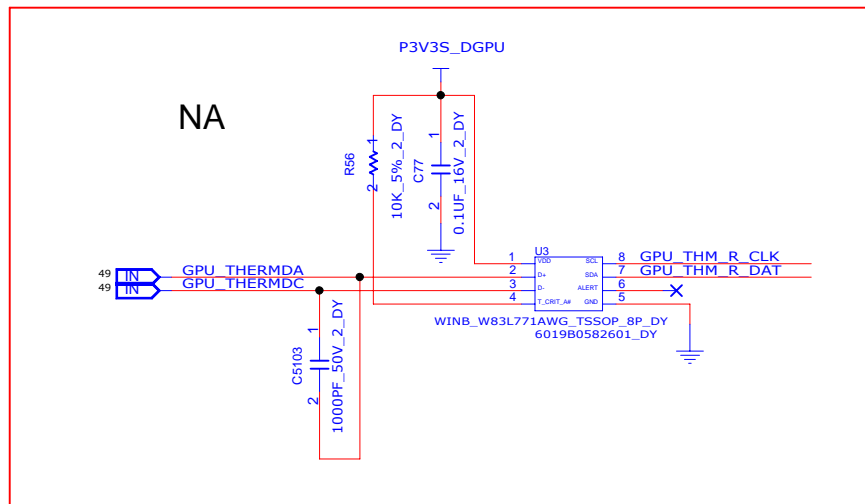 P3V3S_DGPU
NA
1
R56
2
10K_5%_2_DY
1
C77
2
0.1UF_16V_2_DY
U3
1 VDD SCL 8 GPU_THM_R_CLK
49 IN GPU_THERMDA 2 D+ SDA 7 GPU_THM_R_DAT
49 IN GPU_THERMDC 3 D- ALERT 6
4 T_CRIT_A# GND 5
WINB_W83L771AWG_TSSOP_8P_DY
6019B0582601_DY
1
C5103
2
1000PF_50V_2_DY